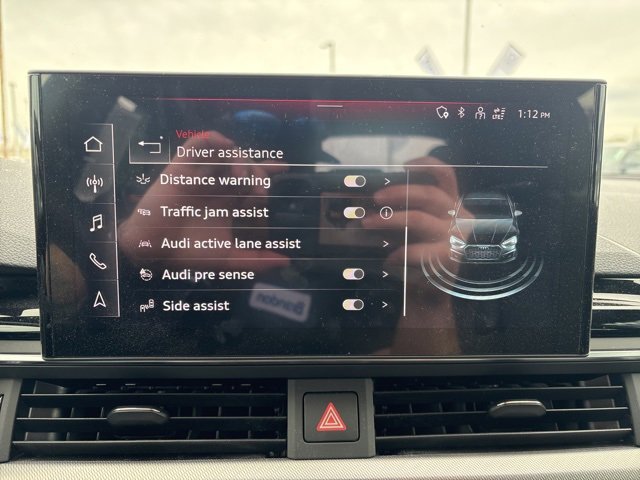 LTE 1:12 PM
Vehicle
Driver assistance
Distance warning
Traffic jam assist
Audi active lane assist
Audi pre sense
Side assist